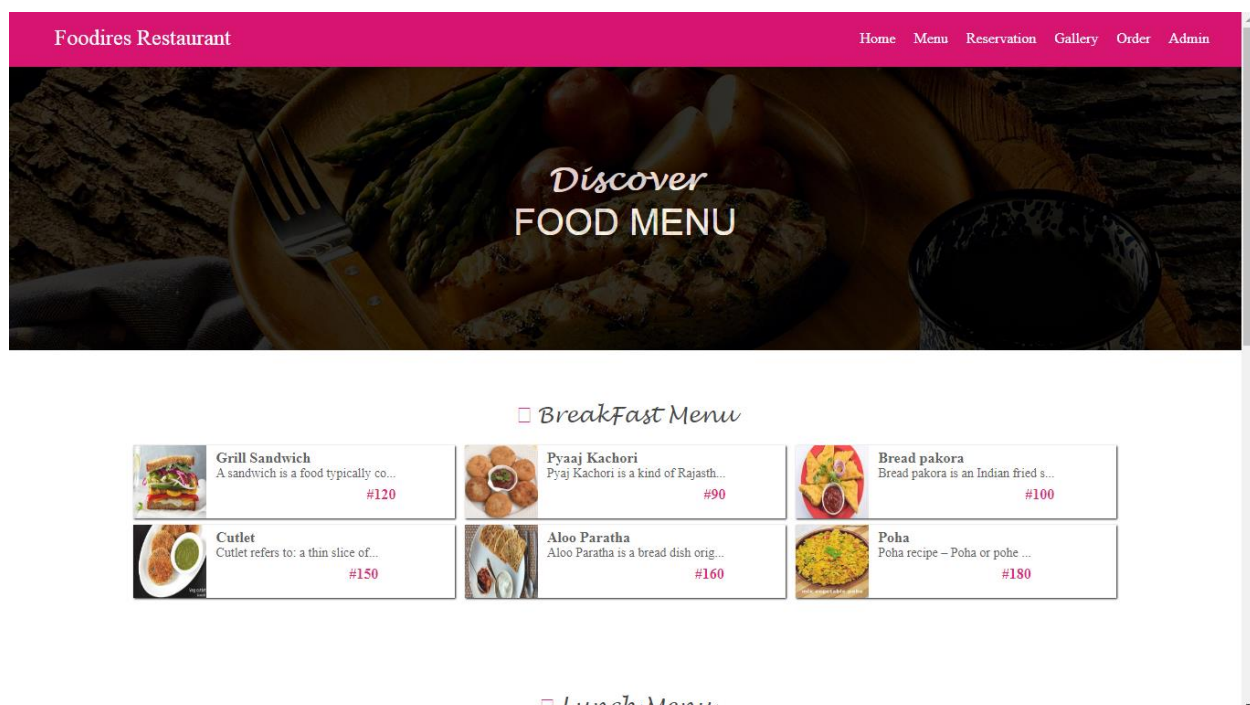 Foodires Restaurant
Home Menu Reservation Gallery Order Admin
Discover
FOOD MENU
BreakFast Menu
Grill Sandwich
A sandwich is a food typically co...
#120
Pyaaj Kachori
Pyaj Kachori is a kind of Rajasth...
#90
Bread pakora
Bread pakora is an Indian fried s...
#100
Cutlet
Cutlet refers to: a thin slice of...
#150
Aloo Paratha
Aloo Paratha is a bread dish orig...
#160
Poha
Poha recipe – Poha or pohe ...
#180
Lunch Menu